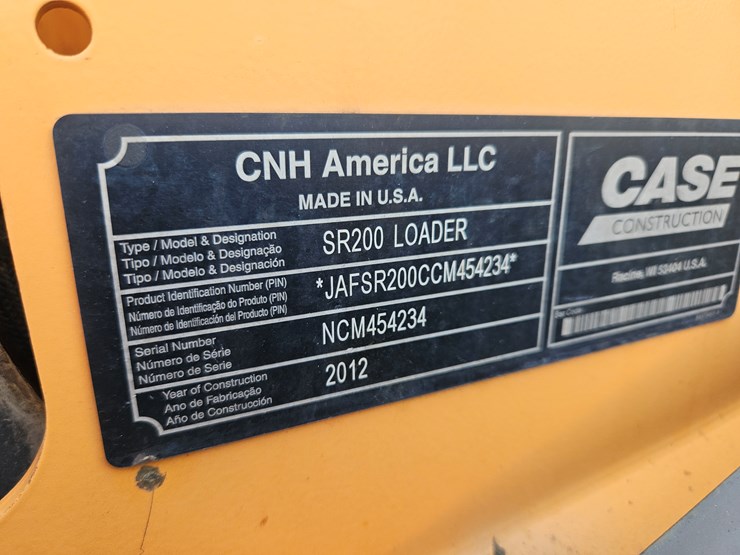 CNH America LLC
MADE IN U.S.A.
Type / Model & Designation
Tipo / Modelo & Designação
Tipo / Modelo & Designación
SR200 LOADER
Product Identification Number (PIN)
Número de Identificação do Produto (PIN)
Número de Identificación del Producto (PIN)
*JAFSR200CCM454234*
Serial Number
Número de Série
Número de Serie
NCM454234
Year of Construction
Ano de Fabricação
Año de Construcción
2012
CASE
CONSTRUCTION
Racine, WI 53404 U.S.A.